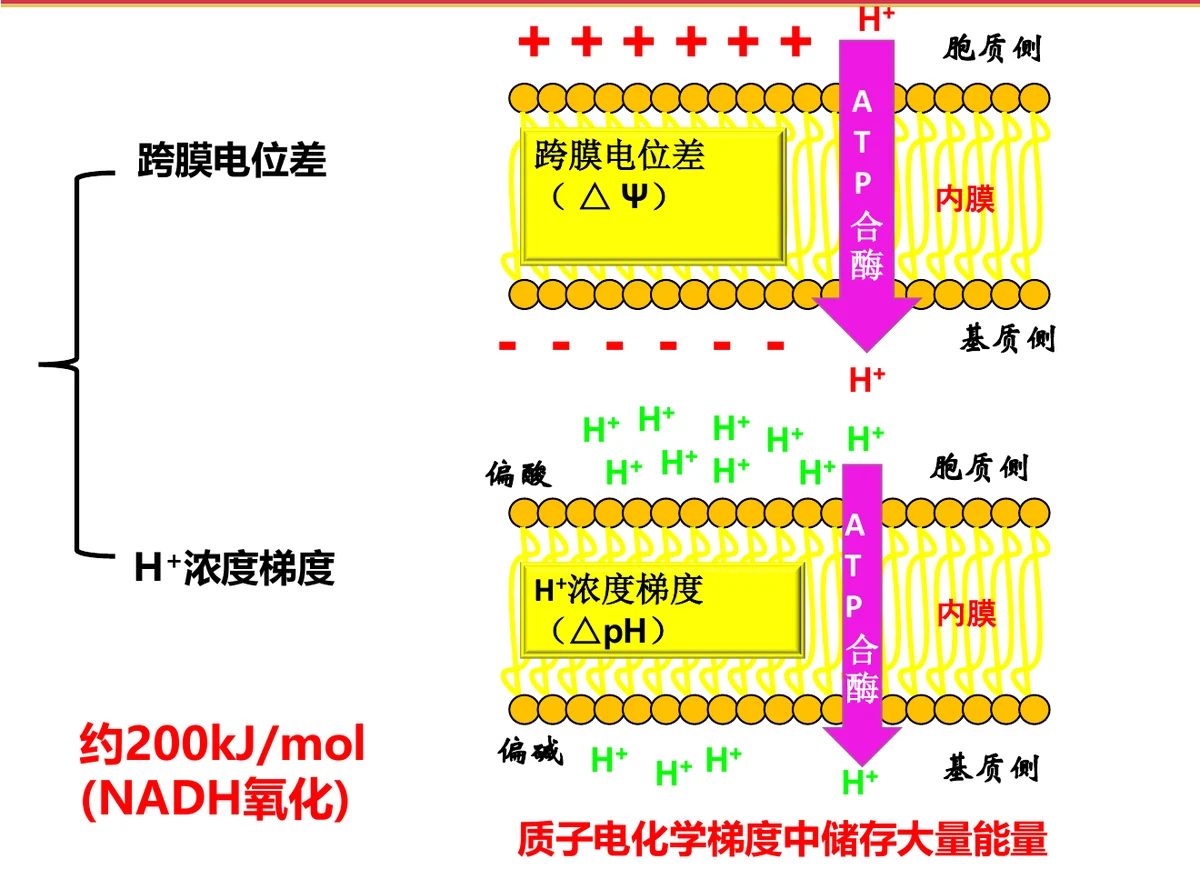 H⁺
+ + + + + +
胞质侧
跨膜电位差
跨膜电位差
（ △ Ψ）
ATP合酶
内膜
- - - - - -
基质侧
H⁺
H⁺ H⁺ H⁺ H⁺ H⁺
H⁺ H⁺ H⁺ H⁺
偏酸
胞质侧
H⁺浓度梯度
H⁺浓度梯度
（△pH）
ATP合酶
内膜
偏碱
H⁺ H⁺ H⁺
H⁺
基质侧
约200kJ/mol
(NADH氧化)
质子电化学梯度中储存大量能量